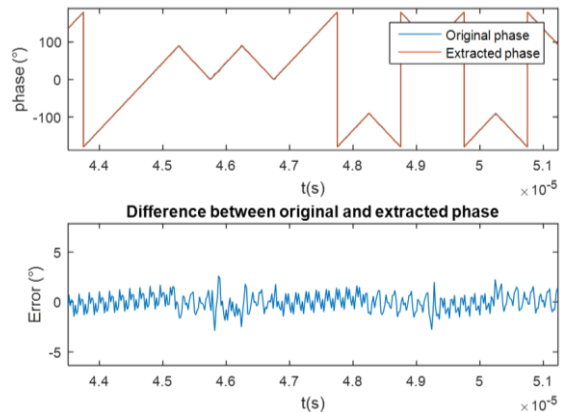 100
0
-100
phase (°)
Original phase
Extracted phase
4.4 4.5 4.6 4.7 4.8 4.9 5 5.1
t(s)
×10-5
Difference between original and extracted phase
5
0
-5
Error (°)
4.4 4.5 4.6 4.7 4.8 4.9 5 5.1
t(s)
×10-5